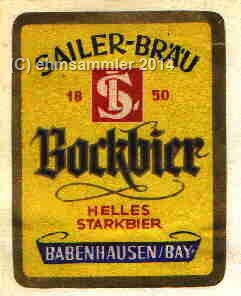 SAILER-BRÄU
(C) ehmsammler 2014
SL
18 50
Bockbier
HELLES
STARKBIER
BABENHAUSEN/BAY.